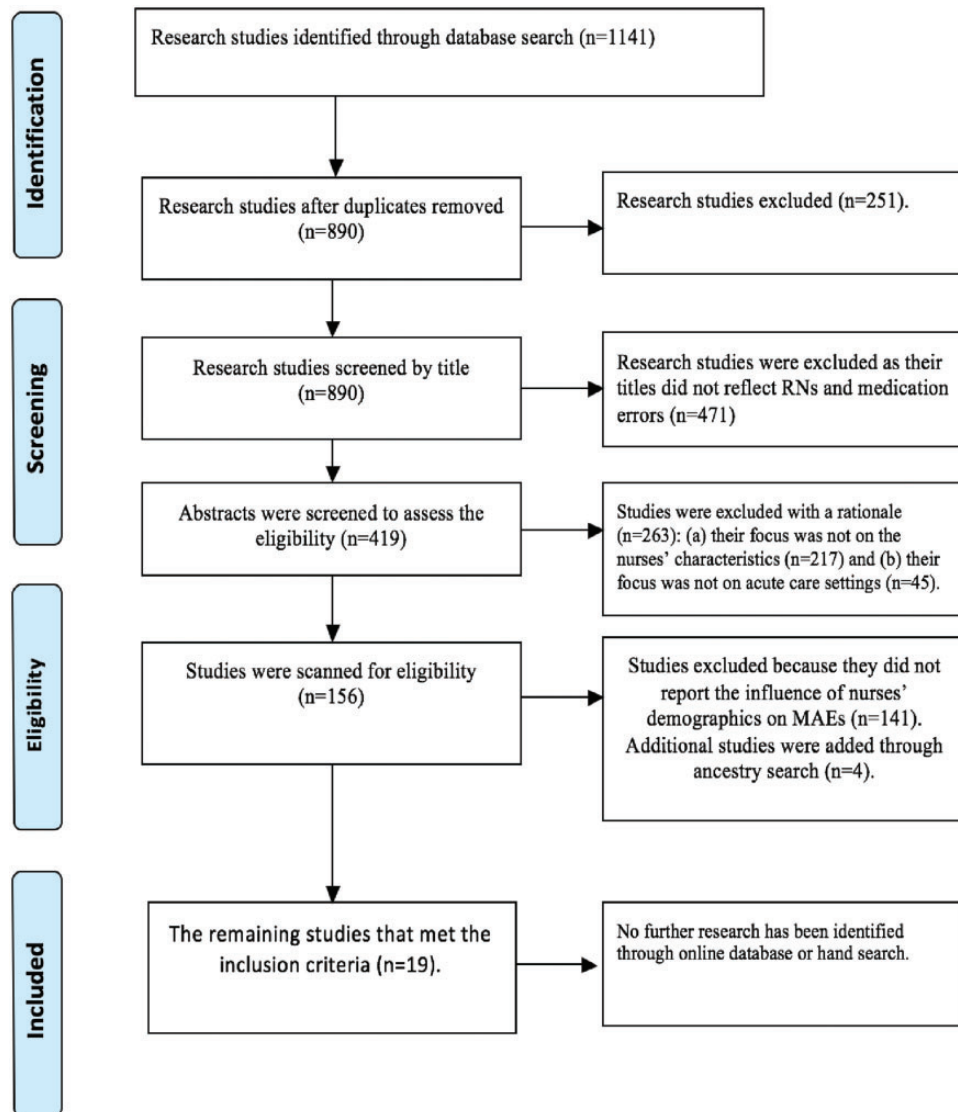 Identification
Research studies identified through database search (n=1141)
Research studies after duplicates removed
(n=890)
Research studies excluded (n=251).
Screening
Research studies screened by title
(n=890)
Research studies were excluded as their
titles did not reflect RNs and medication
errors (n=471)
Abstracts were screened to assess the
eligibility (n=419)
Studies were excluded with a rationale
(n=263): (a) their focus was not on the
nurses’ characteristics (n=217) and (b) their
focus was not on acute care settings (n=45).
Eligibility
Studies were scanned for eligibility
(n=156)
Studies excluded because they did not
report the influence of nurses’
demographics on MAEs (n=141).
Additional studies were added through
ancestry search (n=4).
Included
The remaining studies that met the
inclusion criteria (n=19).
No further research has been identified
through online database or hand search.